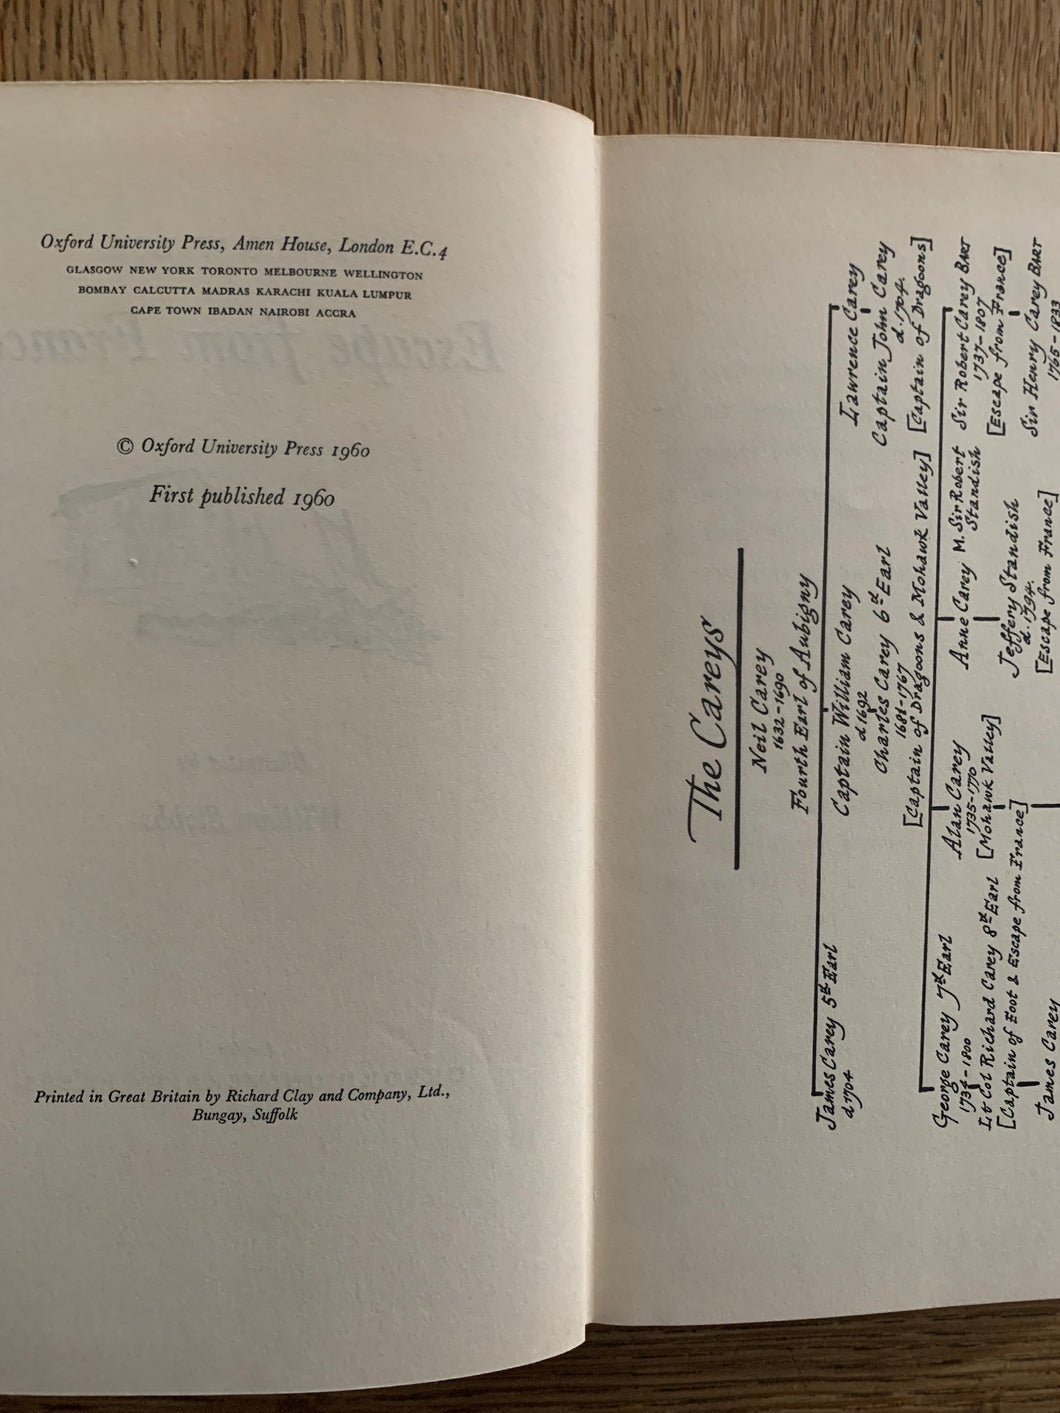 Oxford University Press, Amen House, London E.C.4
GLASGOW NEW YORK TORONTO MELBOURNE WELLINGTON
BOMBAY CALCUTTA MADRAS KARACHI KUALA LUMPUR
CAPE TOWN IBADAN NAIROBI ACCRA
© Oxford University Press 1960
First published 1960
Printed in Great Britain by Richard Clay and Company, Ltd.,
Bungay, Suffolk
The Careys
Neil Carey
1632-1690
Fourth Earl of Aubigny
James Carey 5th Earl
d 1704
Captain William Carey
d 1692
Lawrence Carey
Charles Carey 6th Earl
1681-1767
[Captain of Dragoons & Mohawk Valley]
Captain John Carey
d. 1704.
[Captain of Dragoons]
George Carey 7th Earl
1734-1800
Alan Carey
1735-1770
[Mohawk Valley]
Anne Carey M. Sir Robert
Standish
Sir Robert Carey BART
1737-1807
[Escape from France]
Lt Col Richard Carey 8th Earl
[Captain of Foot & Escape from France]
Jeffery Standish
d. 1794.
[Escape from France]
Sir Henry Carey BART
1765-1833
James Carey